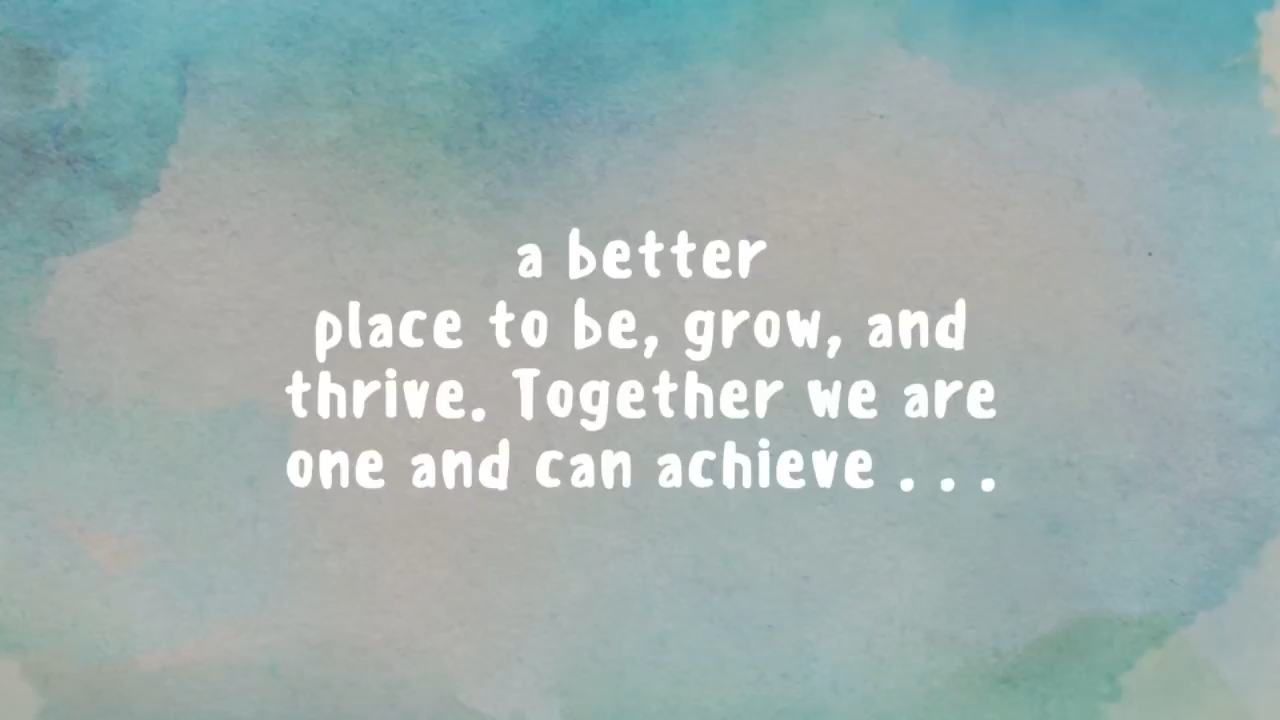 a better
place to be, grow, and
thrive. Together we are
one and can achieve . . .